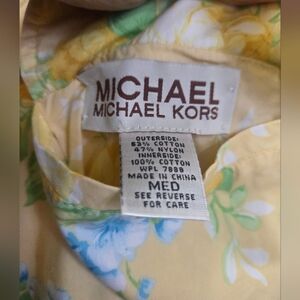 MICHAEL
MICHAEL KORS
OUTERSIDE:
53% COTTON
47% NYLON
INNERSIDE:
100% COTTON
WPL 7989
MADE IN CHINA
MED
SEE REVERSE
FOR CARE